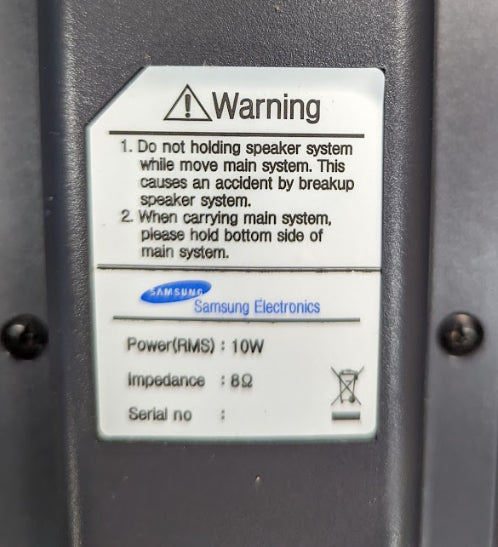 Warning
1. Do not holding speaker system
while move main system. This
causes an accident by breakup
speaker system.
2. When carrying main system,
please hold bottom side of
main system.
SAMSUNG
Samsung Electronics
Power(RMS) : 10W
Impedance : 8Ω
Serial no :